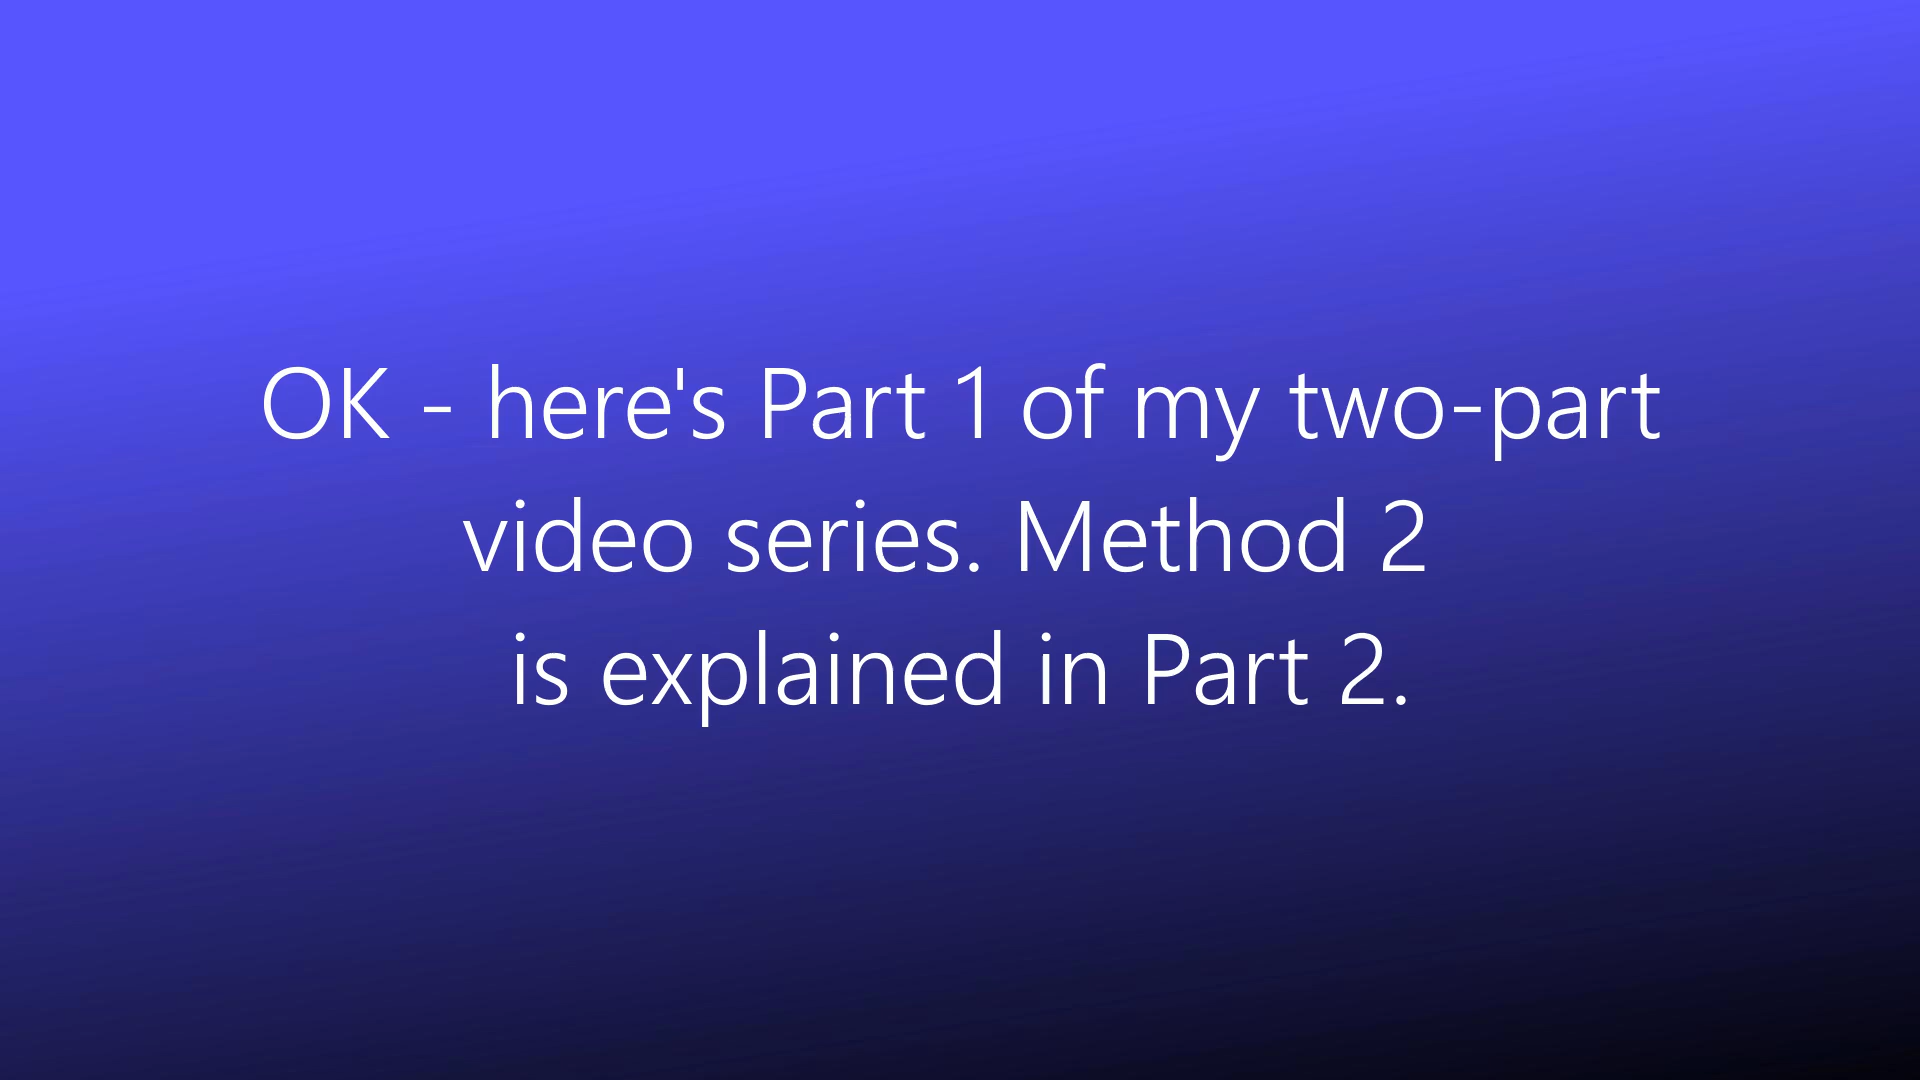 OK - here's Part 1 of my two-part
video series. Method 2
is explained in Part 2.